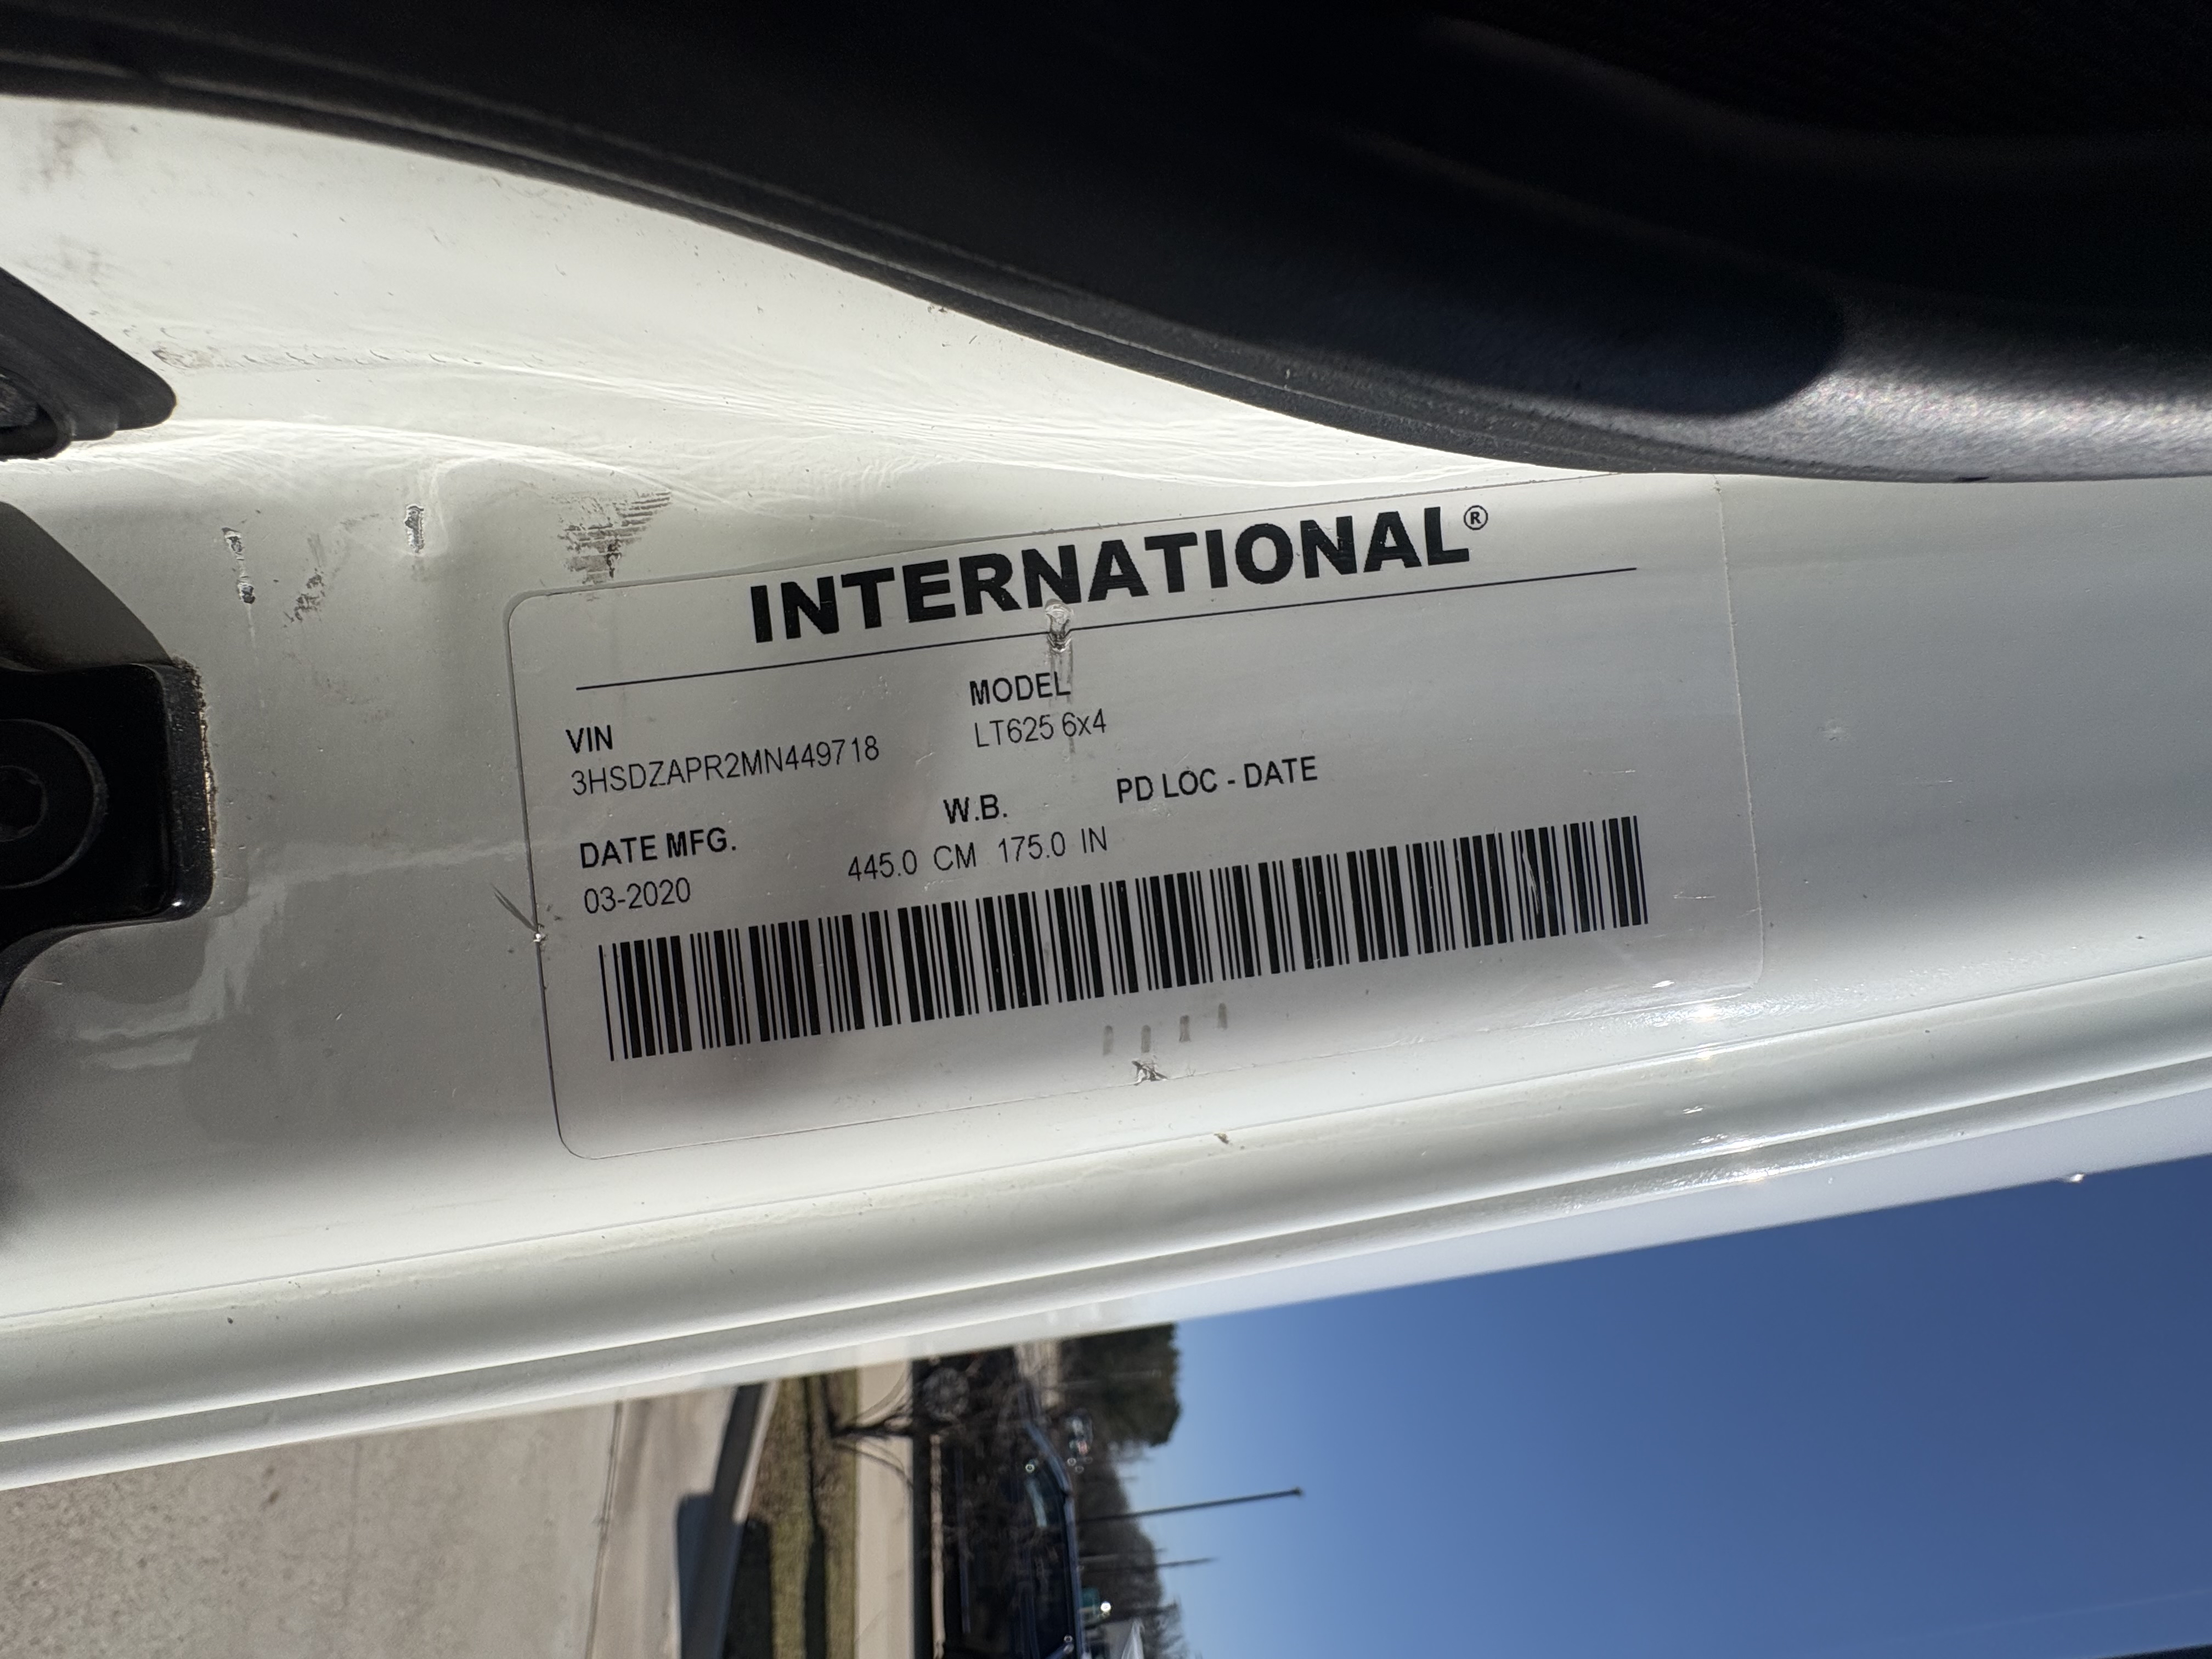 INTERNATIONAL®
VIN
3HSDZAPR2MN449718
MODEL
LT625 6x4
DATE MFG.
03-2020
W.B.
445.0 CM 175.0 IN
PD LOC - DATE